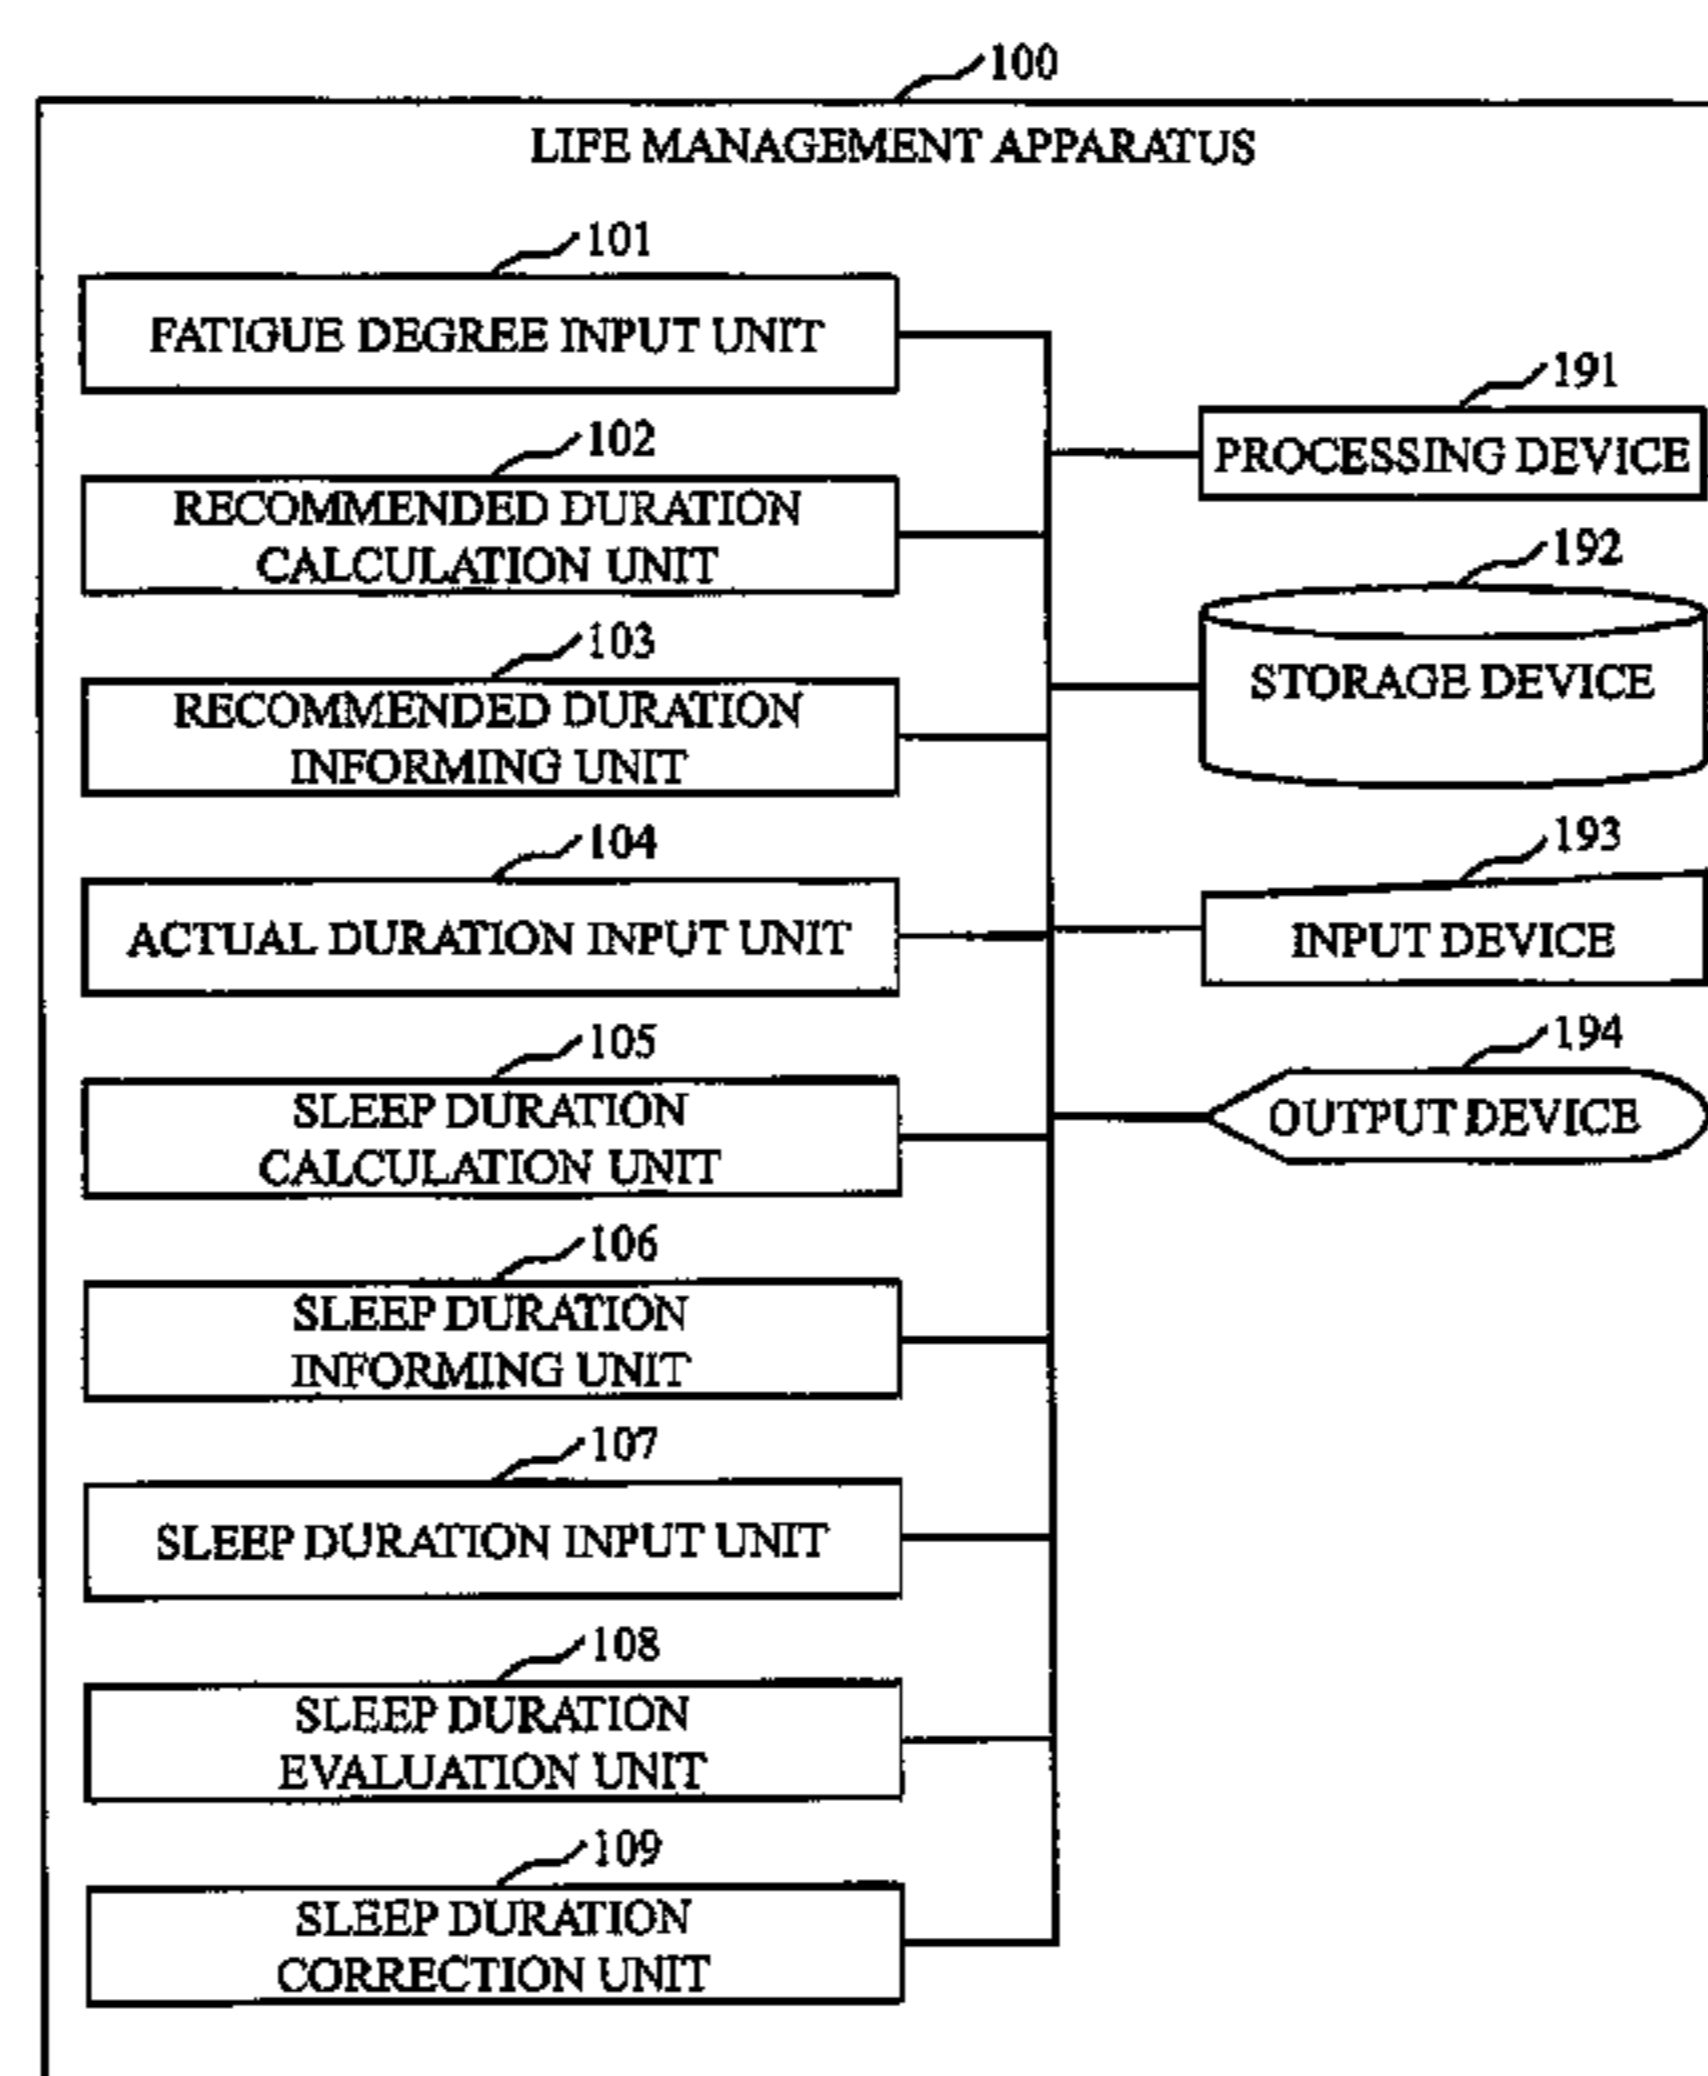 100
LIFE MANAGEMENT APPARATUS
101
FATIGUE DEGREE INPUT UNIT
102
RECOMMENDED DURATION
CALCULATION UNIT
103
RECOMMENDED DURATION
INFORMING UNIT
104
ACTUAL DURATION INPUT UNIT
105
SLEEP DURATION
CALCULATION UNIT
106
SLEEP DURATION
INFORMING UNIT
107
SLEEP DURATION INPUT UNIT
108
SLEEP DURATION
EVALUATION UNIT
109
SLEEP DURATION
CORRECTION UNIT
191
PROCESSING DEVICE
192
STORAGE DEVICE
193
INPUT DEVICE
194
OUTPUT DEVICE